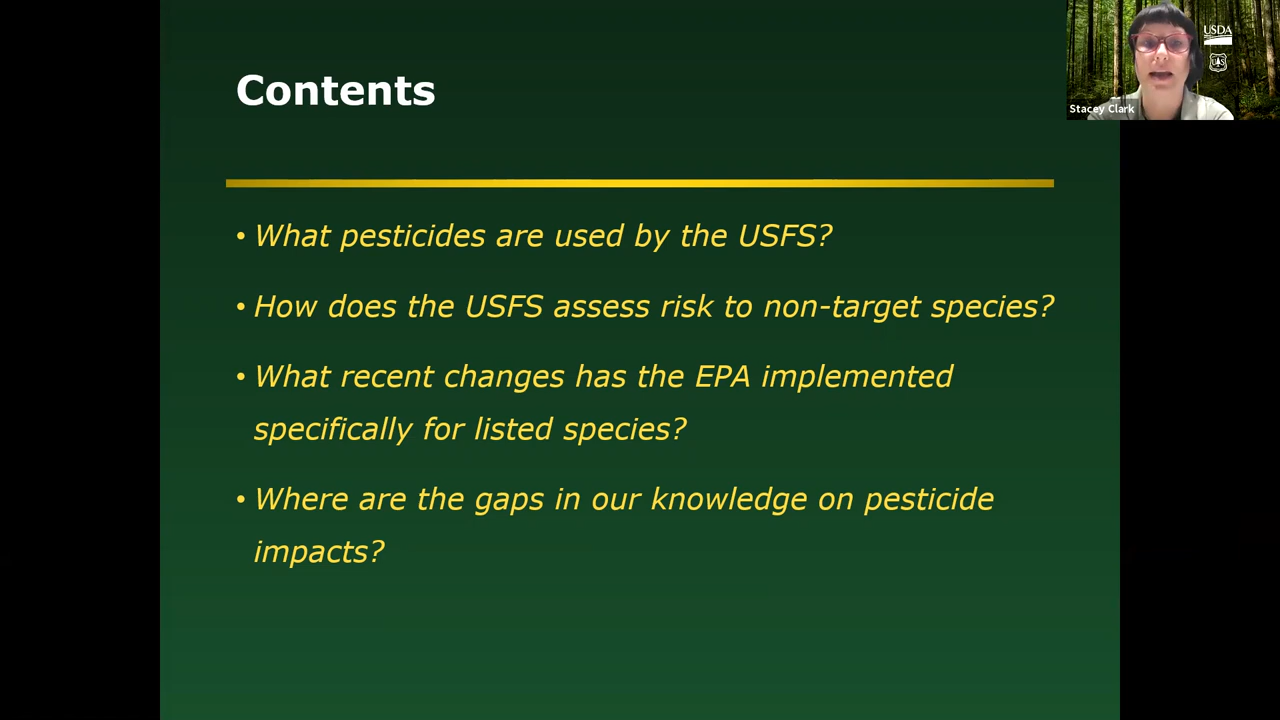 Contents
USDA
UAS
Stacey Clark
• What pesticides are used by the USFS?
• How does the USFS assess risk to non-target species?
• What recent changes has the EPA implemented
specifically for listed species?
• Where are the gaps in our knowledge on pesticide
impacts?